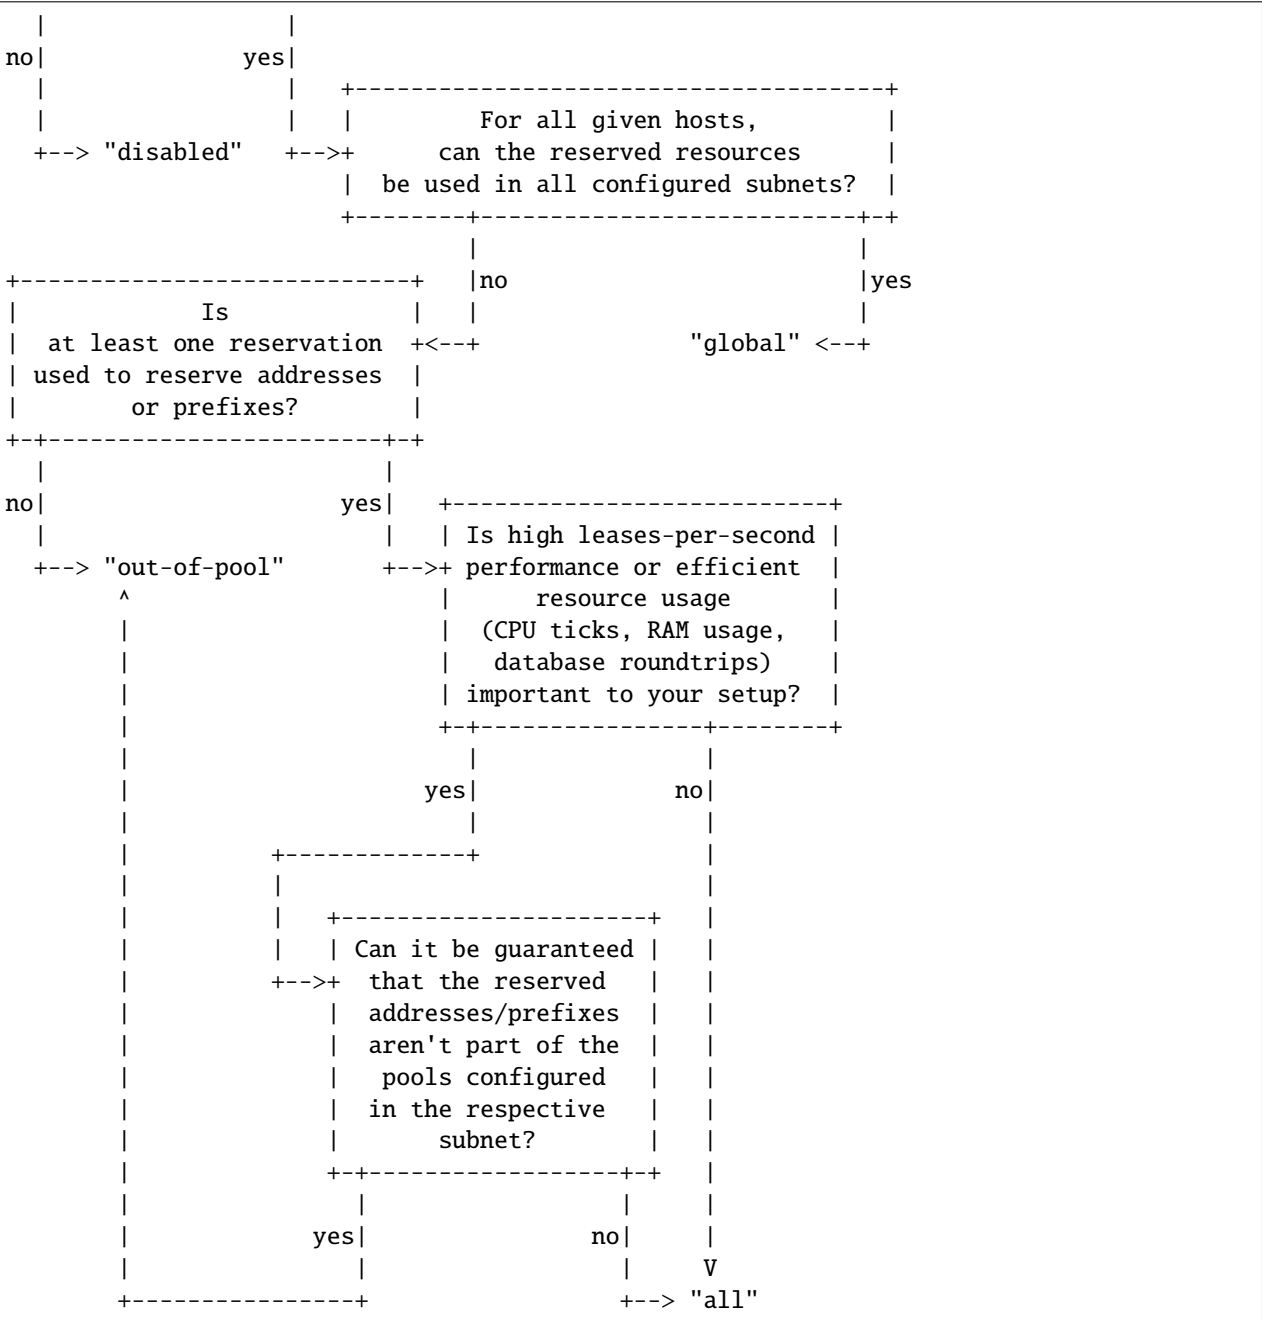 |                  |
no|               yes|
  |                  |   +--------------------------------------+
  |                  |   |         For all given hosts,         |
  +--> "disabled"   +-->+      can the reserved resources      |
                        |  be used in all configured subnets?  |
                        +--------+---------------------------+-+
                                 |                           |
+----------------------------+   |no                         |yes
|             Is             |   |                           |
|  at least one reservation  +<--+               "global" <--+
| used to reserve addresses  |
|        or prefixes?        |
+-+------------------------+-+
  |                        |
no|                     yes|   +---------------------------+
  |                        |   | Is high leases-per-second |
  +--> "out-of-pool"       +-->+ performance or efficient  |
        ^                      |      resource usage       |
        |                      |  (CPU ticks, RAM usage,   |
        |                      |   database roundtrips)    |
        |                      | important to your setup?  |
        |                      +-+----------------+--------+
        |                        |                |
        |                     yes|              no|
        |                        |                |
        |          +-------------+                |
        |          |                              |
        |          |   +----------------------+   |
        |          |   | Can it be guaranteed |   |
        |          +-->+  that the reserved   |   |
        |              |  addresses/prefixes  |   |
        |              |  aren't part of the  |   |
        |              |   pools configured   |   |
        |              |  in the respective   |   |
        |              |       subnet?        |   |
        |              +-+------------------+-+   |
        |                |                  |     |
        |             yes|                no|     |
        |                |                  |     V
        +----------------+                  +--> "all"